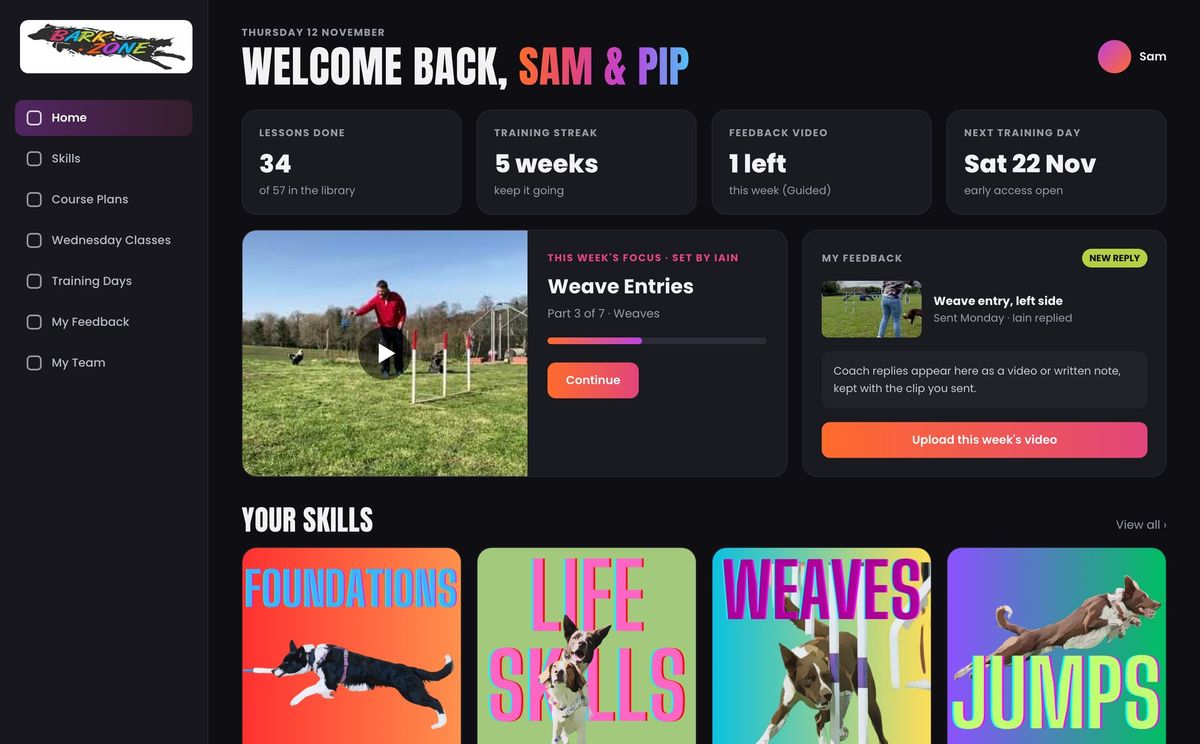 BARK
ZONE
THURSDAY 12 NOVEMBER
WELCOME BACK, SAM & PIP
Sam
Home
Skills
Course Plans
Wednesday Classes
Training Days
My Feedback
My Team
LESSONS DONE
34
of 57 in the library
TRAINING STREAK
5 weeks
keep it going
FEEDBACK VIDEO
1 left
this week (Guided)
NEXT TRAINING DAY
Sat 22 Nov
early access open
THIS WEEK'S FOCUS · SET BY IAIN
Weave Entries
Part 3 of 7 · Weaves
Continue
MY FEEDBACK
NEW REPLY
Weave entry, left side
Sent Monday · Iain replied
Coach replies appear here as a video or written note,
kept with the clip you sent.
Upload this week's video
YOUR SKILLS
View all ›
FOUNDATIONS
LIFE
SKILLS
WEAVES
JUMPS